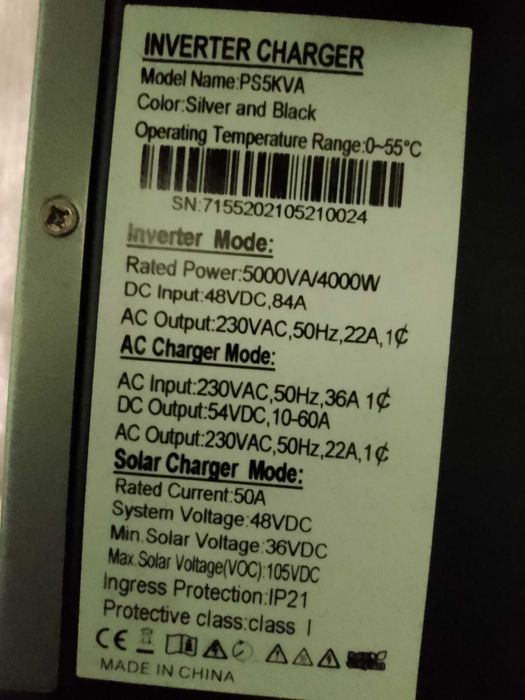 INVERTER CHARGER
Model Name:PS5KVA
Color:Silver and Black
Operating Temperature Range:0~55°C
SN:7155202105210024
Inverter Mode:
Rated Power:5000VA/4000W
DC Input:48VDC,84A
AC Output:230VAC,50Hz,22A,1₵
AC Charger Mode:
AC Input:230VAC,50Hz,36A 1₵
DC Output:54VDC,10-60A
AC Output:230VAC,50Hz,22A,1₵
Solar Charger Mode:
Rated Current:50A
System Voltage:48VDC
Min.Solar Voltage:36VDC
Max.Solar Voltage(VOC):105VDC
Ingress Protection:IP21
Protective class:class I
CE
MADE IN CHINA